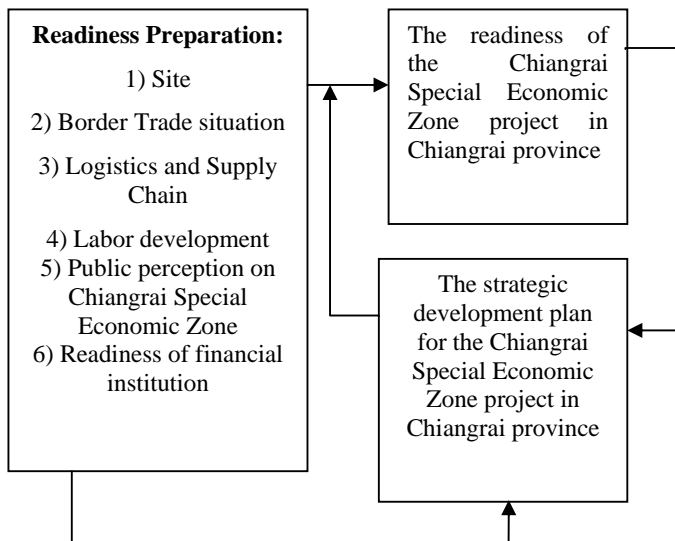 Readiness Preparation:
1) Site
2) Border Trade situation
3) Logistics and Supply
Chain
4) Labor development
5) Public perception on
Chiangrai Special
Economic Zone
6) Readiness of financial
institution
The readiness of
the Chiangrai
Special Economic
Zone project in
Chiangrai province
The strategic
development plan
for the Chiangrai
Special Economic
Zone project in
Chiangrai province